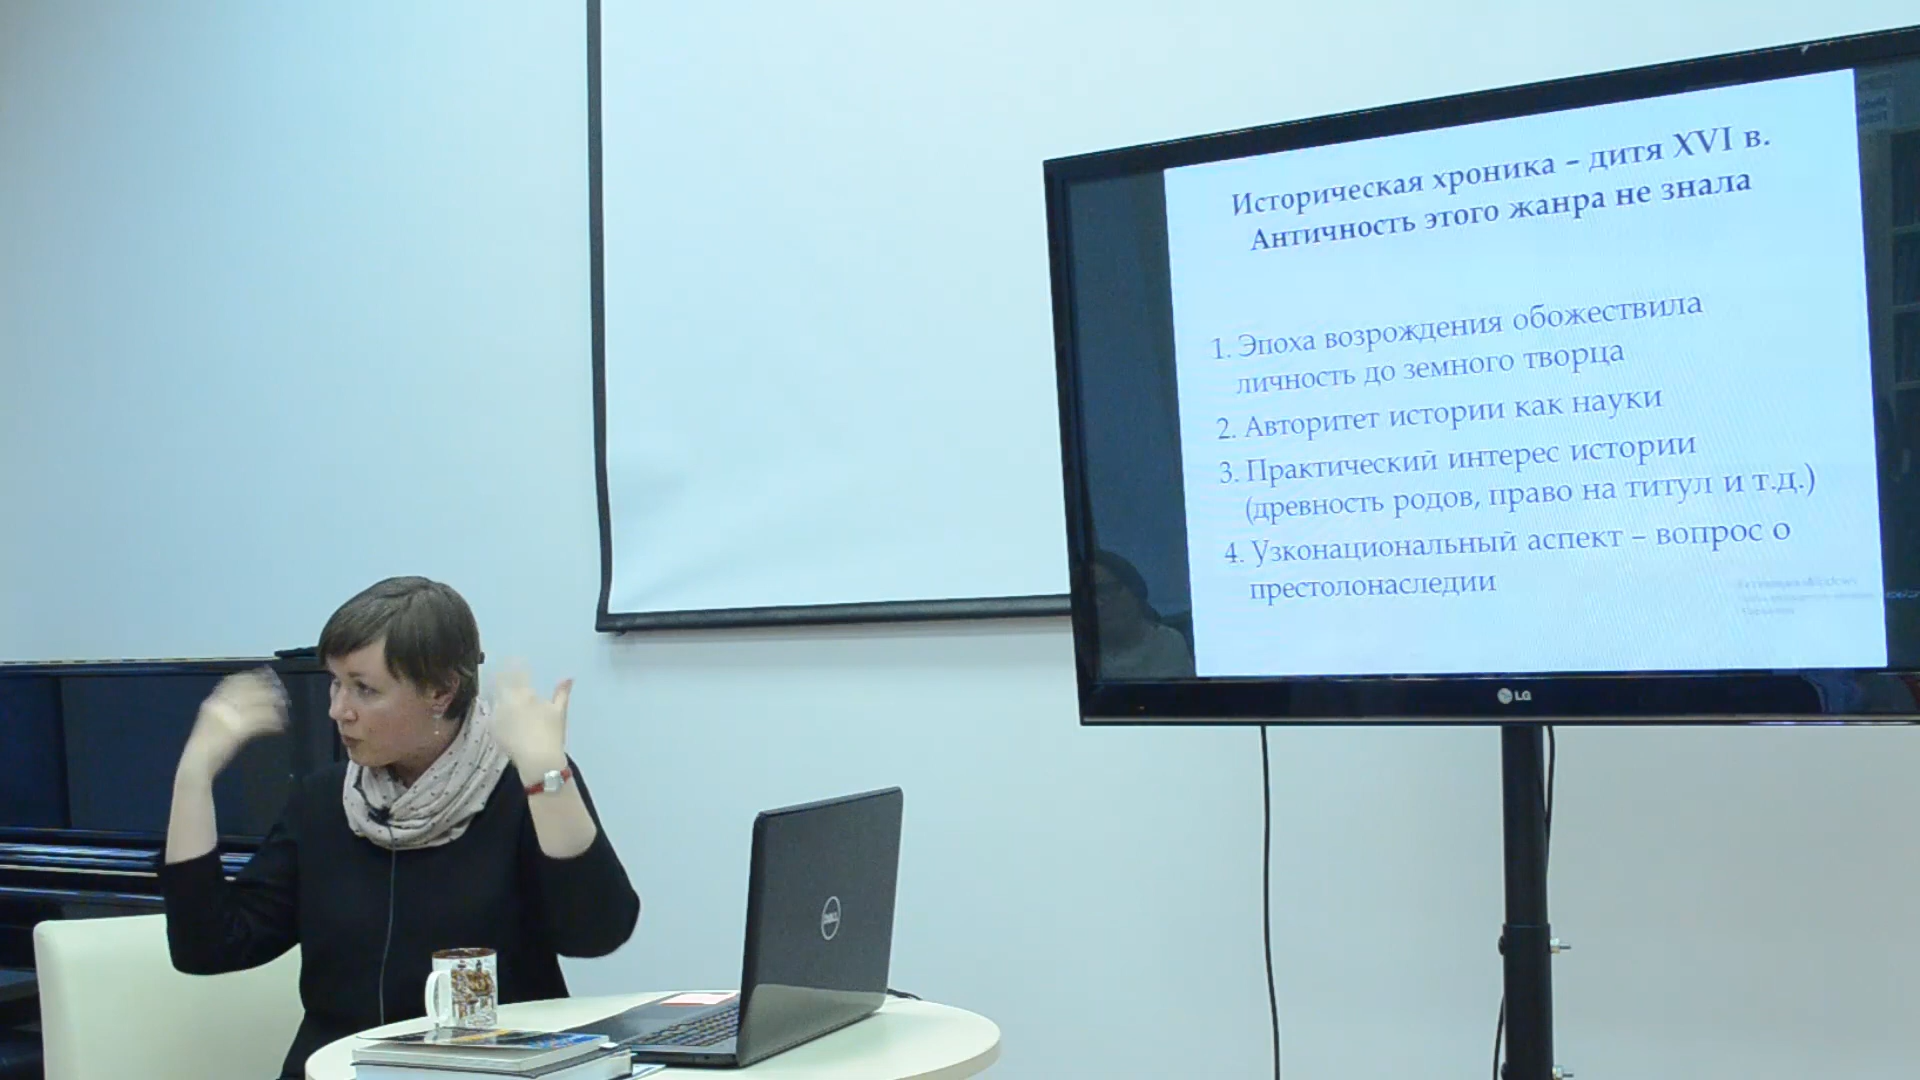 Историческая хроника – дитя XVI в.
Античность этого жанра не знала
1. Эпоха возрождения обожествила
личность до земного творца
2. Авторитет истории как науки
3. Практический интерес истории
(древность родов, право на титул и т.д.)
4. Узконациональный аспект – вопрос о
престолонаследии
LG
DELL